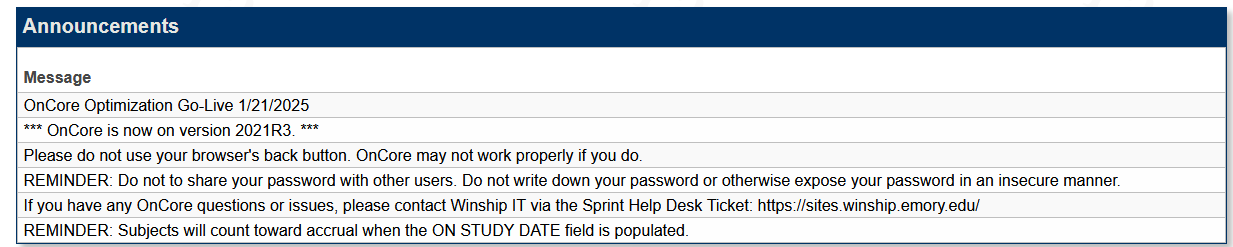 Announcements
Message
OnCore Optimization Go-Live 1/21/2025
*** OnCore is now on version 2021R3. ***
Please do not use your browser's back button. OnCore may not work properly if you do.
REMINDER: Do not to share your password with other users. Do not write down your password or otherwise expose your password in an insecure manner.
If you have any OnCore questions or issues, please contact Winship IT via the Sprint Help Desk Ticket: https://sites.winship.emory.edu/
REMINDER: Subjects will count toward accrual when the ON STUDY DATE field is populated.